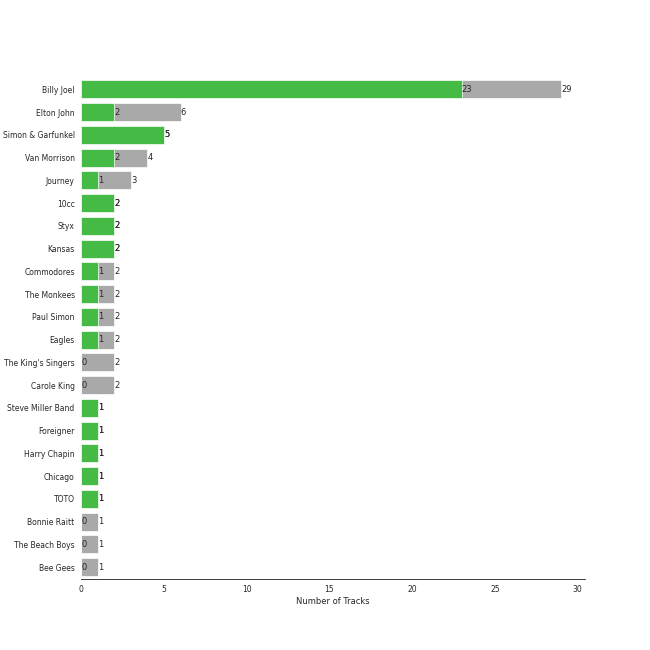 Billy Joel 23 29
Elton John 2 6
Simon & Garfunkel 5
Van Morrison 2 4
Journey 1 3
10cc 2
Styx 2
Kansas 2
Commodores 1 2
The Monkees 1 2
Paul Simon 1 2
Eagles 1 2
The King's Singers 0 2
Carole King 0 2
Steve Miller Band 1
Foreigner 1
Harry Chapin 1
Chicago 1
TOTO 1
Bonnie Raitt 0 1
The Beach Boys 0 1
Bee Gees 0 1
0 5 10 15 20 25 30
Number of Tracks